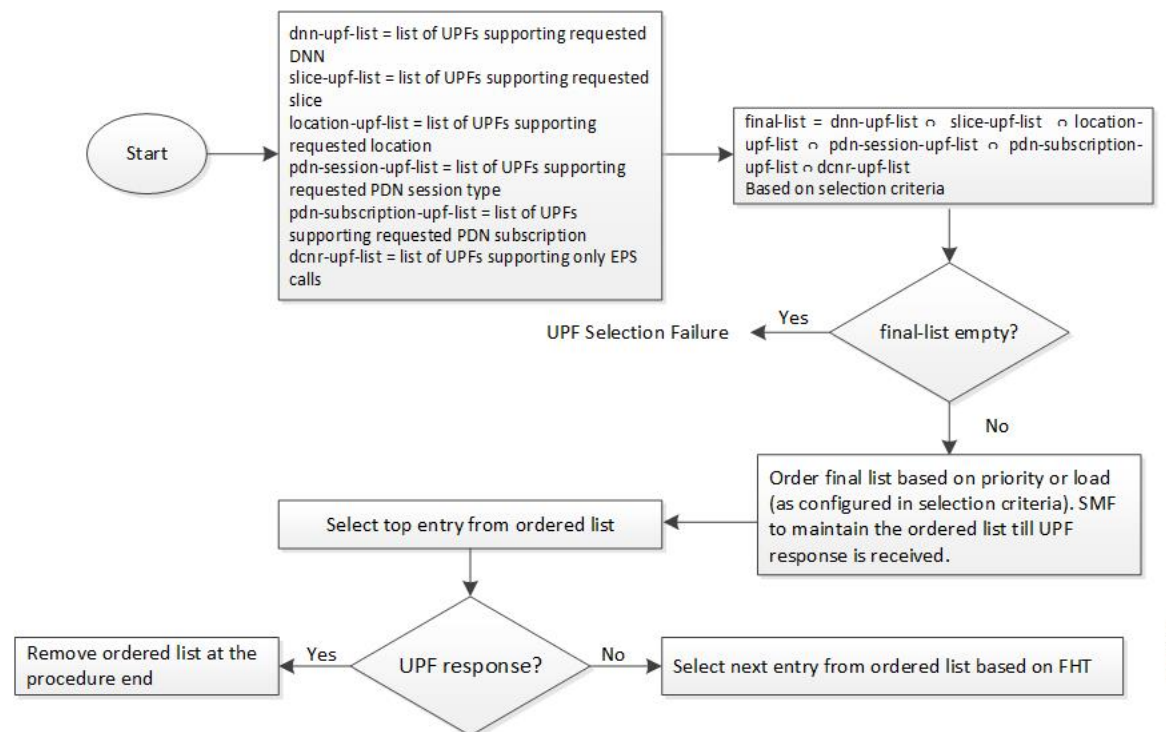 Start
dnn-upf-list = list of UPFs supporting requested
DNN
slice-upf-list = list of UPFs supporting requested
slice
location-upf-list = list of UPFs supporting
requested location
pdn-session-upf-list = list of UPFs supporting
requested PDN session type
pdn-subscription-upf-list = list of UPFs
supporting requested PDN subscription
dcnr-upf-list = list of UPFs supporting only EPS
calls
final-list = dnn-upf-list ∩ slice-upf-list ∩ location-
upf-list ∩ pdn-session-upf-list ∩ pdn-subscription-
upf-list ∩ dcnr-upf-list
Based on selection criteria
final-list empty?
Yes
UPF Selection Failure
No
Order final list based on priority or load
(as configured in selection criteria). SMF
to maintain the ordered list till UPF
response is received.
Select top entry from ordered list
UPF response?
Yes
Remove ordered list at the
procedure end
No
Select next entry from ordered list based on FHT